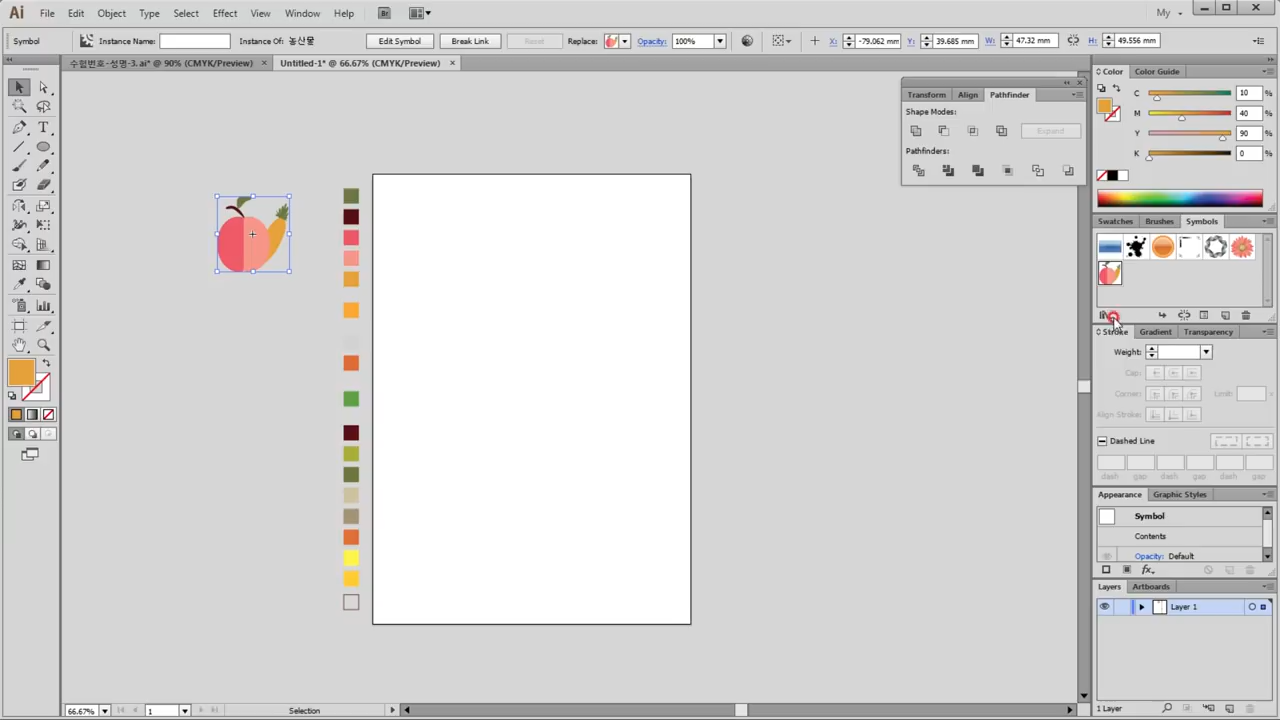 Ai File Edit Object Type Select Effect View Window Help Br My
Symbol Instance Name: Instance Of: 농산물 Edit Symbol Break Link Reset Replace: Opacity: 100% X: -79.062 mm Y: 39.685 mm W: 47.32 mm H: 49.556 mm
수험번호-성명-3.ai* @ 90% (CMYK/Preview) × Untitled-1* @ 66.67% (CMYK/Preview) ×
Color Color Guide
C 10 %
M 40 %
Y 90 %
K 0 %
Transform Align Pathfinder
Shape Modes:
Expand
Pathfinders:
Swatches Brushes Symbols
Stroke Gradient Transparency
Weight:
Cap:
Corner: Limit: x
Align Stroke:
Dashed Line
dash gap dash gap dash gap
Appearance Graphic Styles
Symbol
Contents
Opacity: Default
fx
Layers Artboards
Layer 1
1 Layer
66.67% 1 Selection